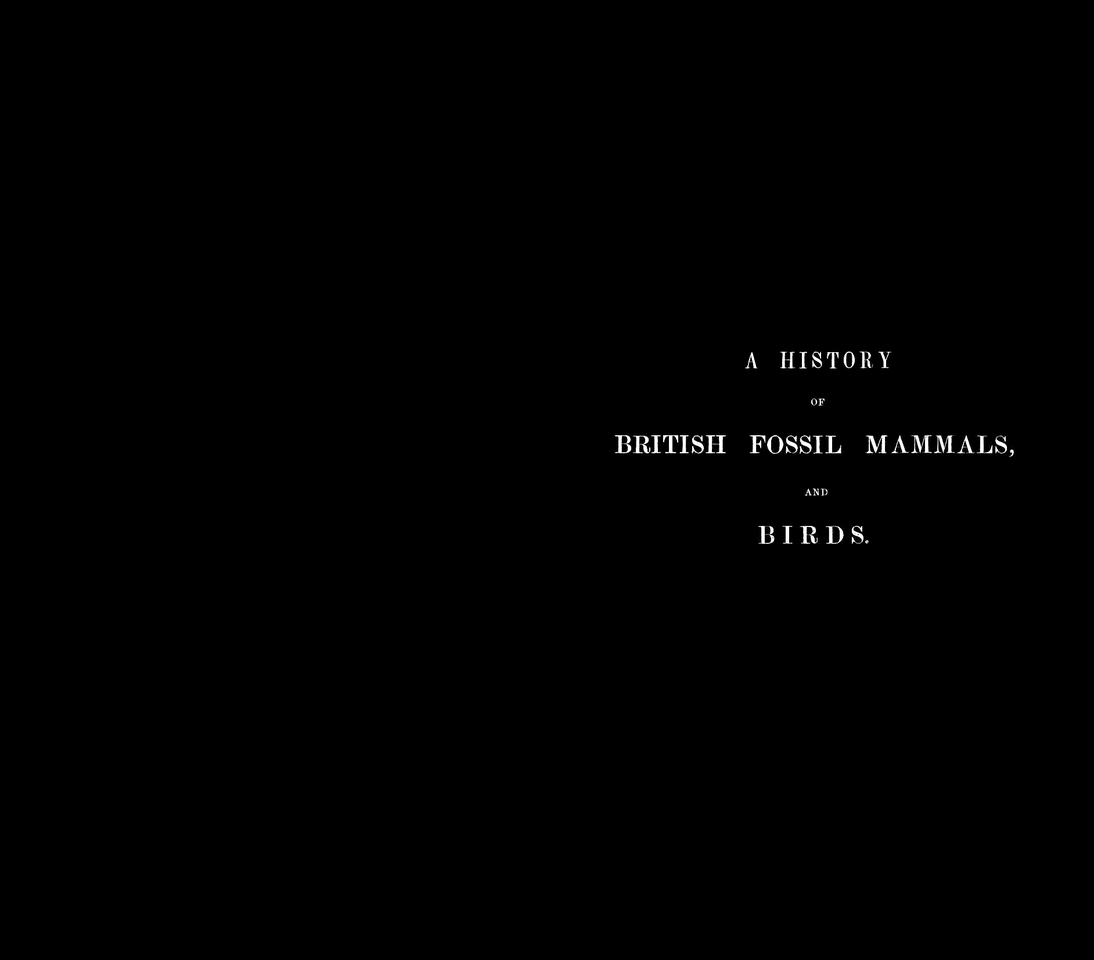 A HISTORY
OF
BRITISH FOSSIL MAMMALS,
AND
BIRDS.